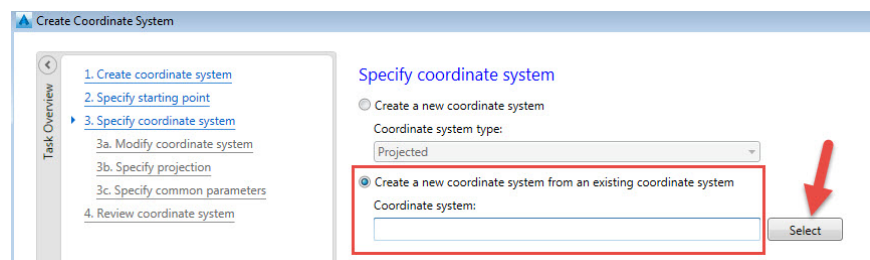 Create Coordinate System
Task Overview
1. Create coordinate system
2. Specify starting point
3. Specify coordinate system
3a. Modify coordinate system
3b. Specify projection
3c. Specify common parameters
4. Review coordinate system
Specify coordinate system
Create a new coordinate system
Coordinate system type:
Projected
Create a new coordinate system from an existing coordinate system
Coordinate system:
Select